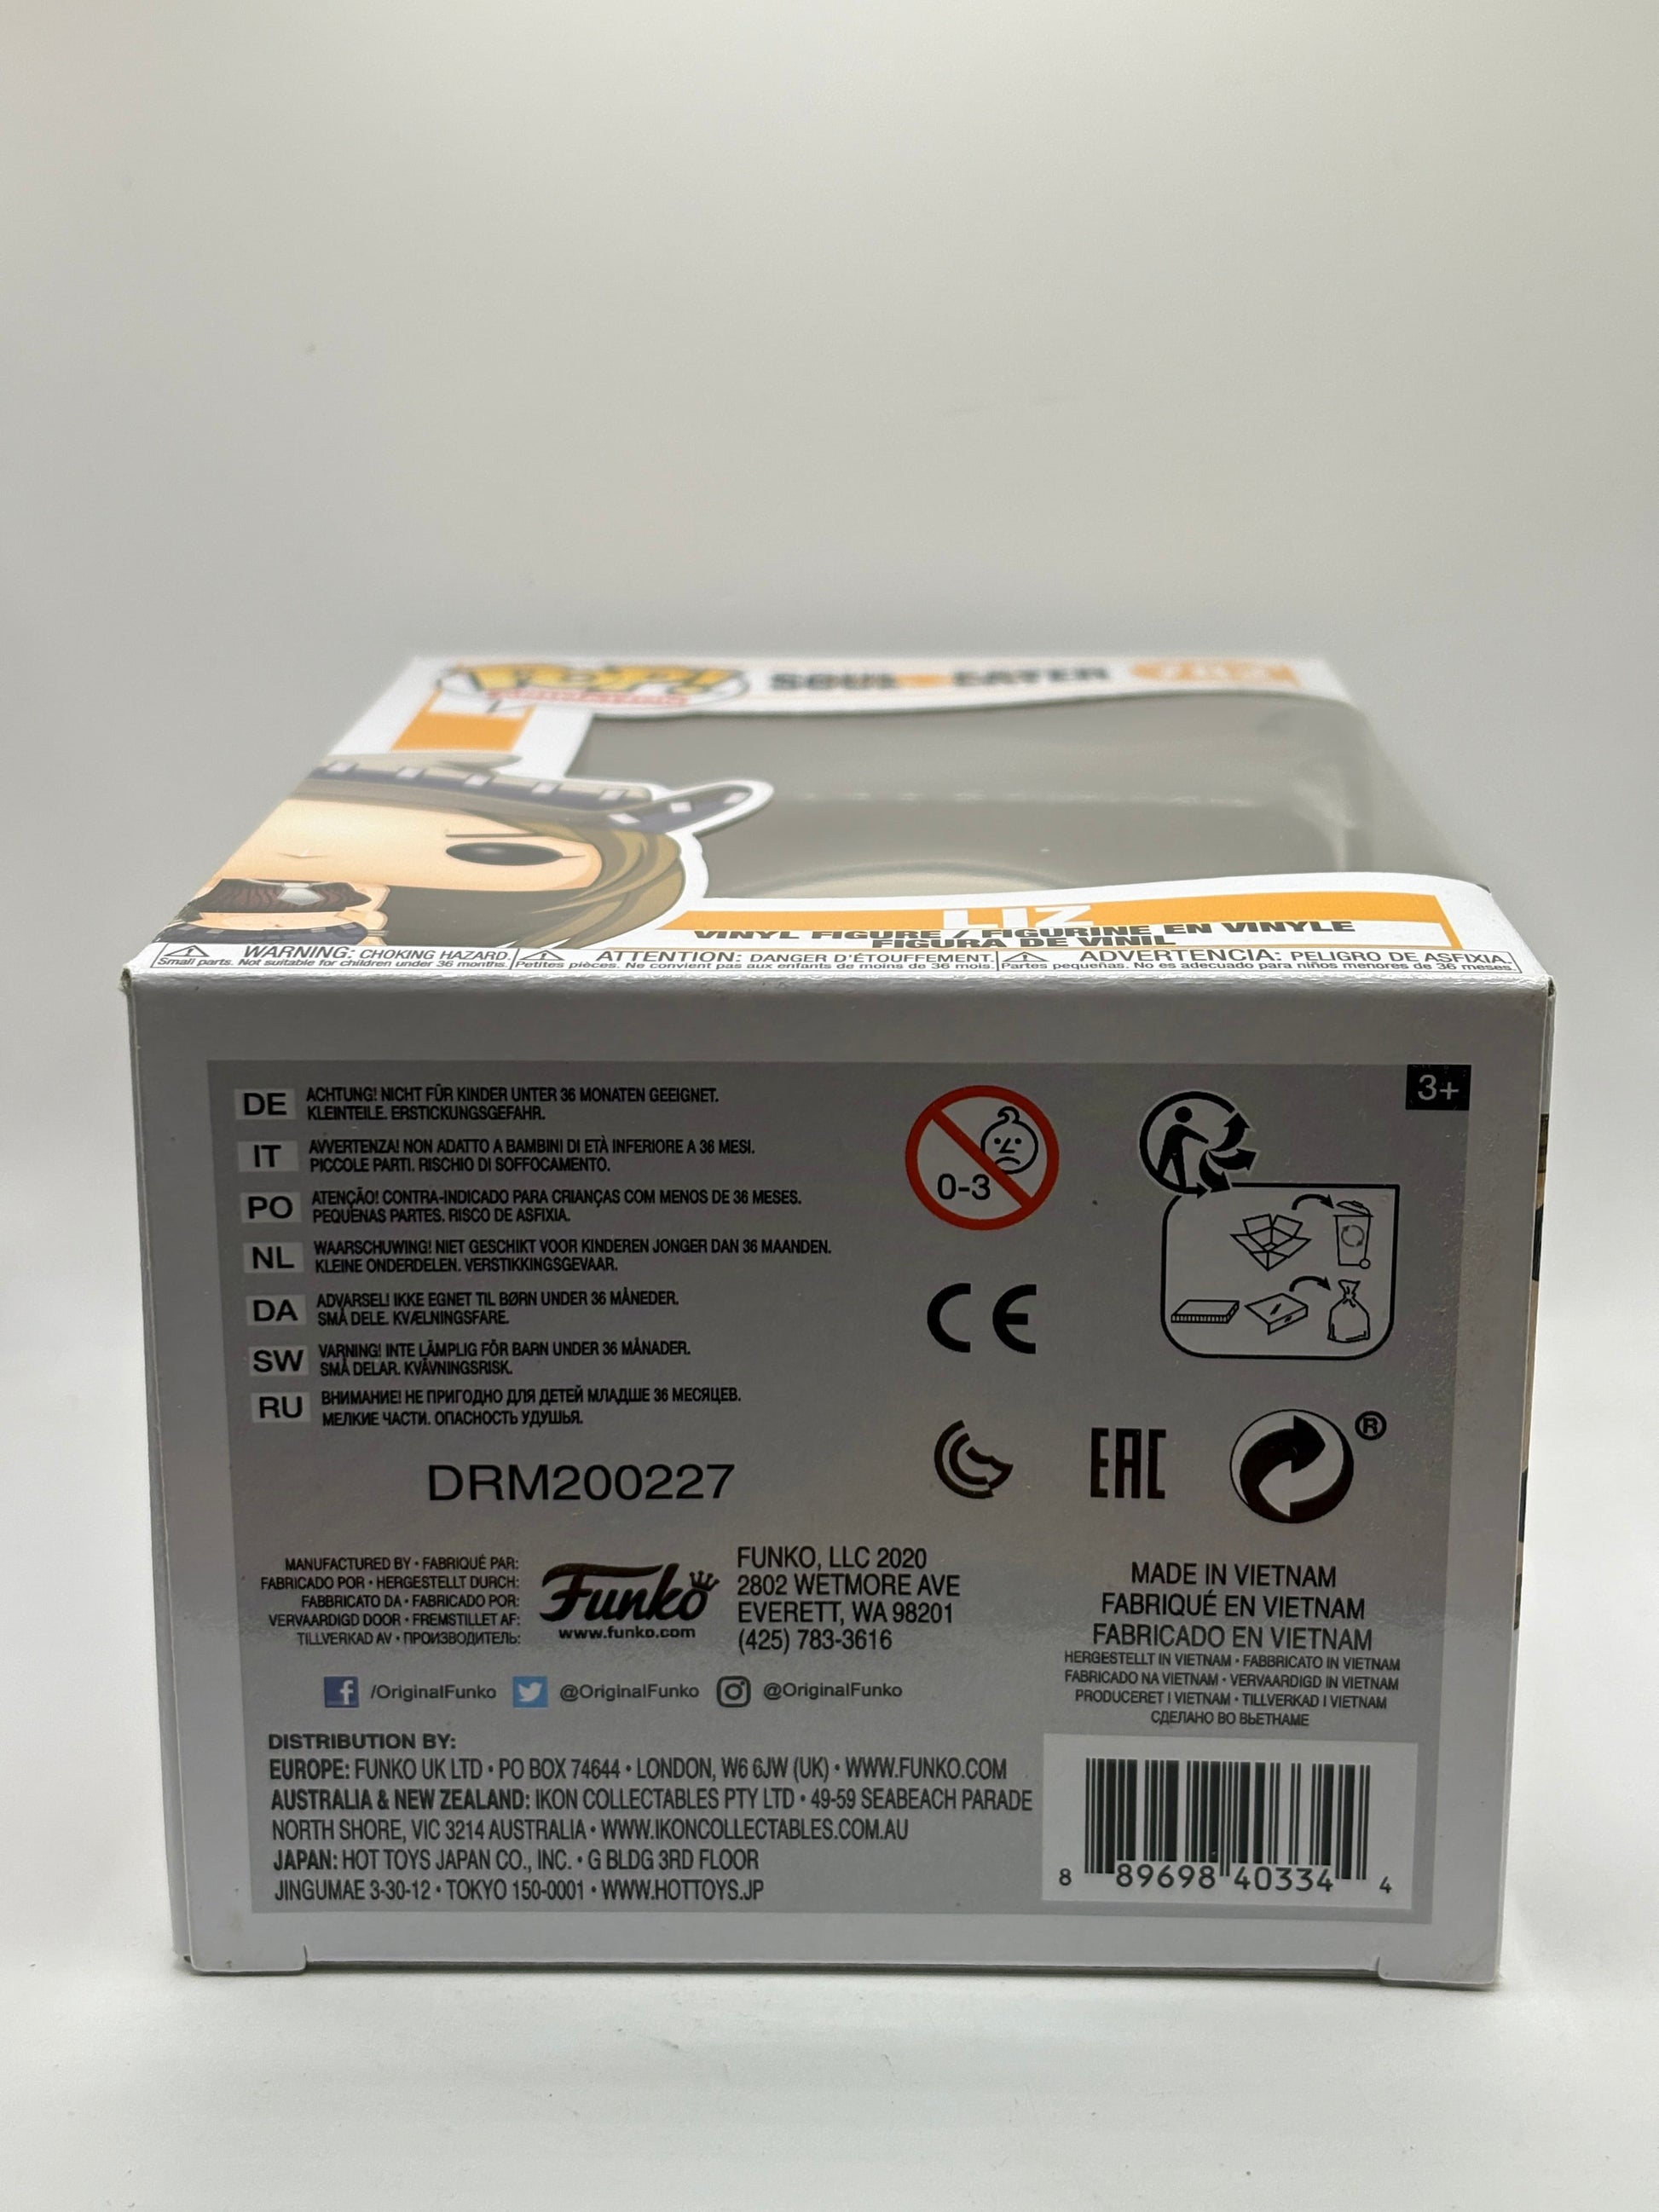 POP!
SOUL EATER
LIZ
VINYL FIGURE / FIGURINE EN VINYLE
FIGURA DE VINIL
WARNING: CHOKING HAZARD.
Small parts. Not suitable for children under 36 months.
ATTENTION: DANGER D'ÉTOUFFEMENT.
Petites pièces. Ne convient pas aux enfants de moins de 36 mois.
ADVERTENCIA: PELIGRO DE ASFIXIA.
Partes pequeñas. No es adecuado para niños menores de 36 meses.
DE ACHTUNG! NICHT FÜR KINDER UNTER 36 MONATEN GEEIGNET.
KLEINTEILE. ERSTICKUNGSGEFAHR.
IT AVVERTENZA! NON ADATTO A BAMBINI DI ETÀ INFERIORE A 36 MESI.
PICCOLE PARTI. RISCHIO DI SOFFOCAMENTO.
PO ATENÇÃO! CONTRA-INDICADO PARA CRIANÇAS COM MENOS DE 36 MESES.
PEQUENAS PARTES. RISCO DE ASFIXIA.
NL WAARSCHUWING! NIET GESCHIKT VOOR KINDEREN JONGER DAN 36 MAANDEN.
KLEINE ONDERDELEN. VERSTIKKINGSGEVAAR.
DA ADVARSEL! IKKE EGNET TIL BØRN UNDER 36 MÅNEDER.
SMÅ DELE. KVÆLNINGSFARE.
SW VARNING! INTE LÄMPLIG FÖR BARN UNDER 36 MÅNADER.
SMÅ DELAR. KVÄVNINGSRISK.
RU ВНИМАНИЕ! НЕ ПРИГОДНО ДЛЯ ДЕТЕЙ МЛАДШЕ 36 МЕСЯЦЕВ.
МЕЛКИЕ ЧАСТИ. ОПАСНОСТЬ УДУШЬЯ.
0-3
3+
CE
EAC
®
DRM200227
MANUFACTURED BY • FABRIQUÉ PAR:
FABRICADO POR • HERGESTELLT DURCH:
FABBRICATO DA • FABRICADO POR:
VERVAARDIGD DOOR • FREMSTILLET AF:
TILLVERKAD AV • ПРОИЗВОДИТЕЛЬ:
Funko
www.funko.com
FUNKO, LLC 2020
2802 WETMORE AVE
EVERETT, WA 98201
(425) 783-3616
MADE IN VIETNAM
FABRIQUÉ EN VIETNAM
FABRICADO EN VIETNAM
HERGESTELLT IN VIETNAM • FABBRICATO IN VIETNAM
FABRICADO NA VIETNAM • VERVAARDIGD IN VIETNAM
PRODUCERET I VIETNAM • TILLVERKAD I VIETNAM
СДЕЛАНО ВО ВЬЕТНАМЕ
f /OriginalFunko @OriginalFunko @OriginalFunko
DISTRIBUTION BY:
EUROPE: FUNKO UK LTD • PO BOX 74644 • LONDON, W6 6JW (UK) • WWW.FUNKO.COM
AUSTRALIA & NEW ZEALAND: IKON COLLECTABLES PTY LTD • 49-59 SEABEACH PARADE
NORTH SHORE, VIC 3214 AUSTRALIA • WWW.IKONCOLLECTABLES.COM.AU
JAPAN: HOT TOYS JAPAN CO., INC. • G BLDG 3RD FLOOR
JINGUMAE 3-30-12 • TOKYO 150-0001 • WWW.HOTTOYS.JP
8 89698 40334 4